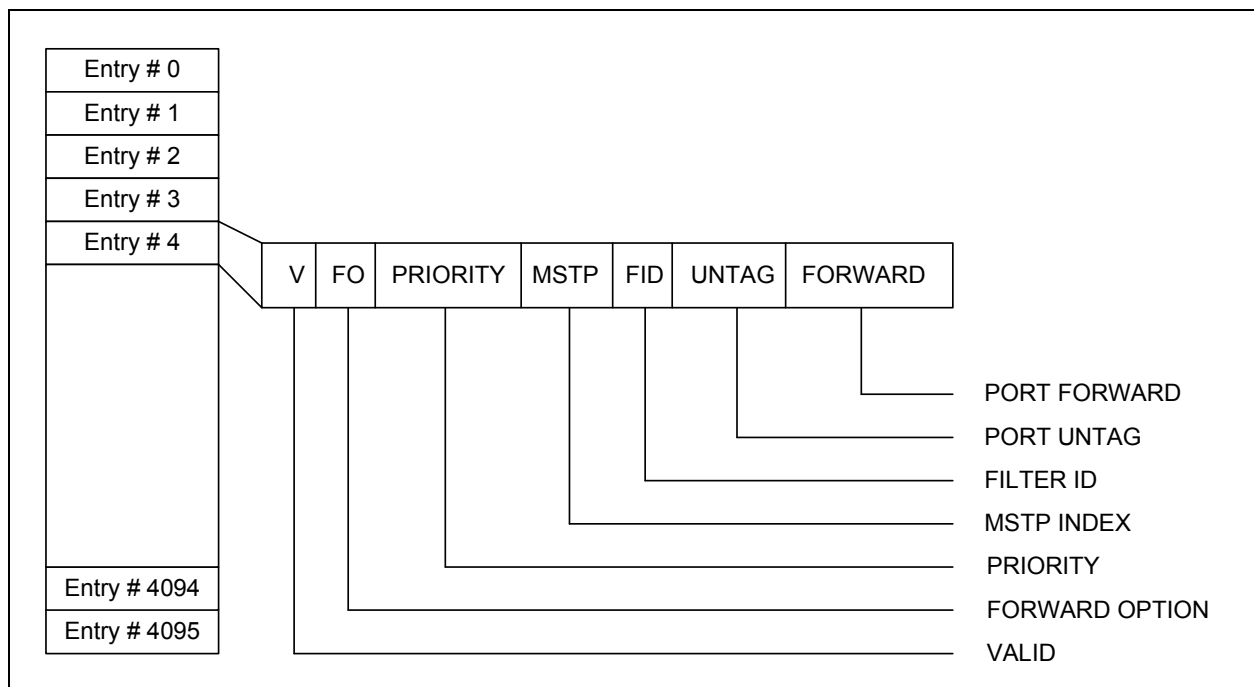 Entry # 0
Entry # 1
Entry # 2
Entry # 3
Entry # 4
V FO PRIORITY MSTP FID UNTAG FORWARD
PORT FORWARD
PORT UNTAG
FILTER ID
MSTP INDEX
PRIORITY
FORWARD OPTION
VALID
Entry # 4094
Entry # 4095